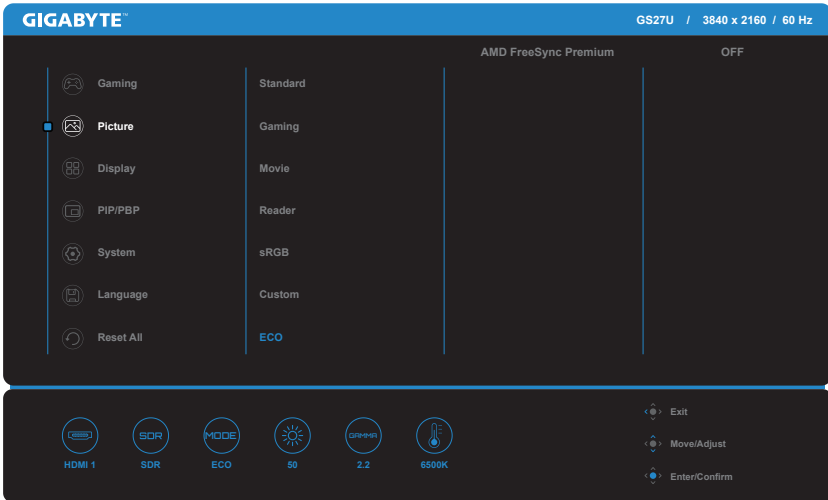 GIGABYTE™
GS27U / 3840 x 2160 / 60 Hz
AMD FreeSync Premium OFF
Gaming Standard
Picture Gaming
Display Movie
PIP/PBP Reader
System sRGB
Language Custom
Reset All ECO
Exit
SDR MODE GAMMA
Move/Adjust
HDMI 1 SDR ECO 50 2.2 6500K
Enter/Confirm